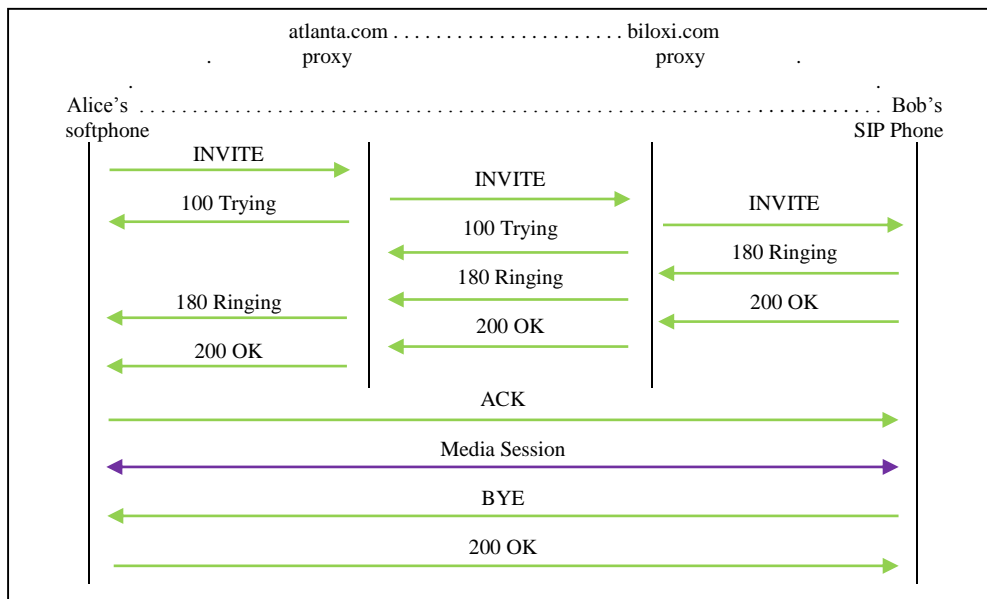 atlanta.com . . . . . . . . . . . . . . . . . . . . . . biloxi.com
. proxy proxy .
. .
Alice’s . . . . . . . . . . . . . . . . . . . . . . . . . . . . . . . . . . . . . . . . . . . . . . . . . . . . . . . . . . . . . . . . . . . . . . . . . . . . Bob’s
softphone SIP Phone
INVITE
INVITE
100 Trying INVITE
100 Trying
180 Ringing
180 Ringing
180 Ringing 200 OK
200 OK
200 OK
ACK
Media Session
BYE
200 OK